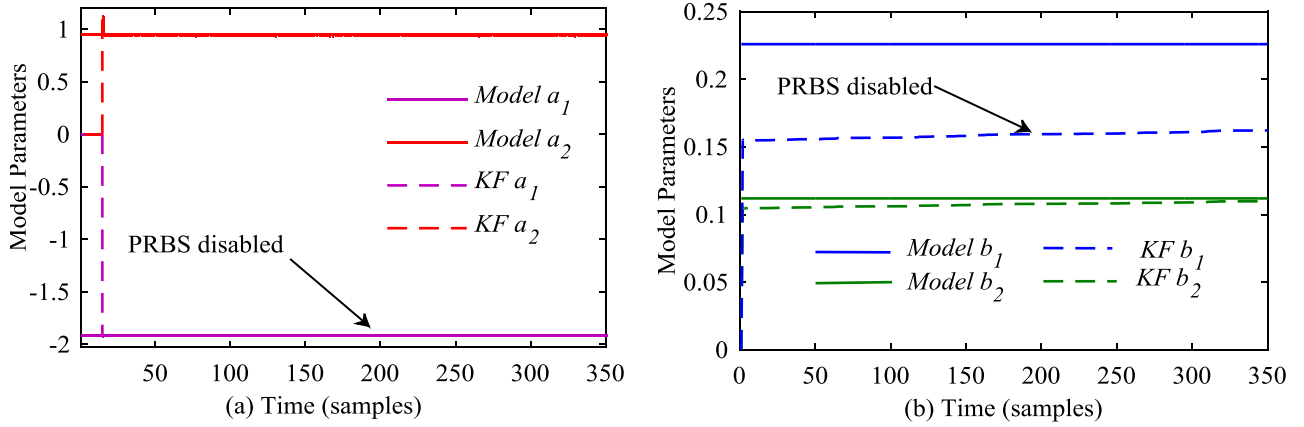 Model Parameters
1
0.5
0
-0.5
-1
-1.5
-2
50
100
150
200
250
300
350
Model a1
Model a2
KF a1
KF a2
PRBS disabled
(a) Time (samples)
Model Parameters
0.25
0.2
0.15
0.1
0.05
0
0
50
100
150
200
250
300
350
PRBS disabled
Model b1
Model b2
KF b1
KF b2
(b) Time (samples)